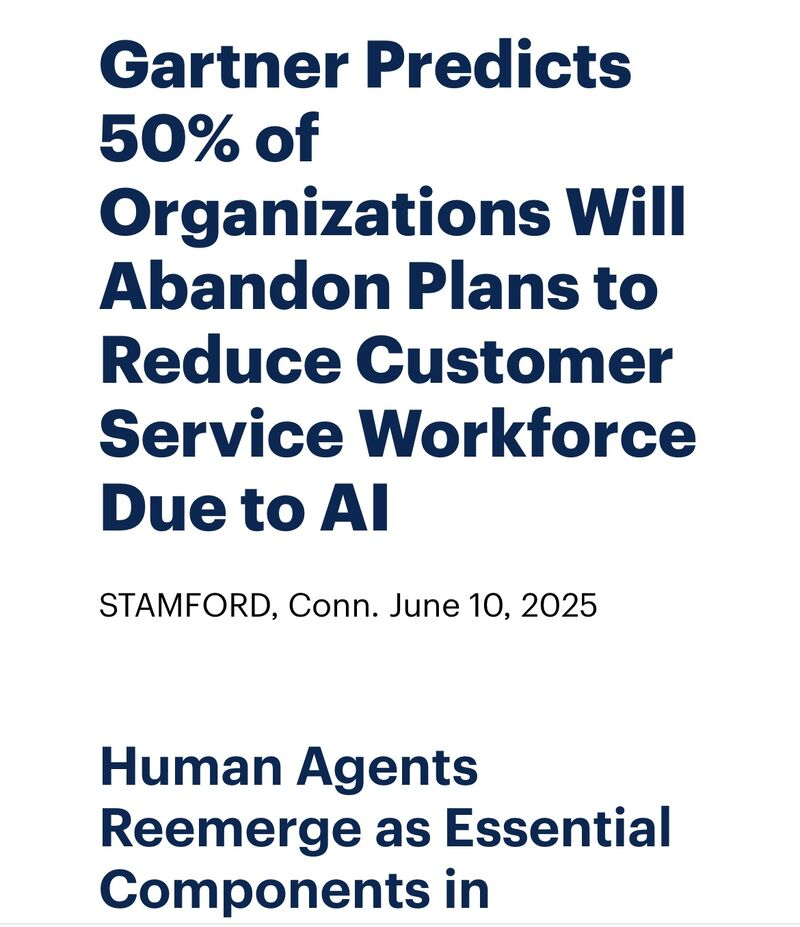 Gartner Predicts
50% of
Organizations Will
Abandon Plans to
Reduce Customer
Service Workforce
Due to AI
STAMFORD, Conn. June 10, 2025
Human Agents
Reemerge as Essential
Components in